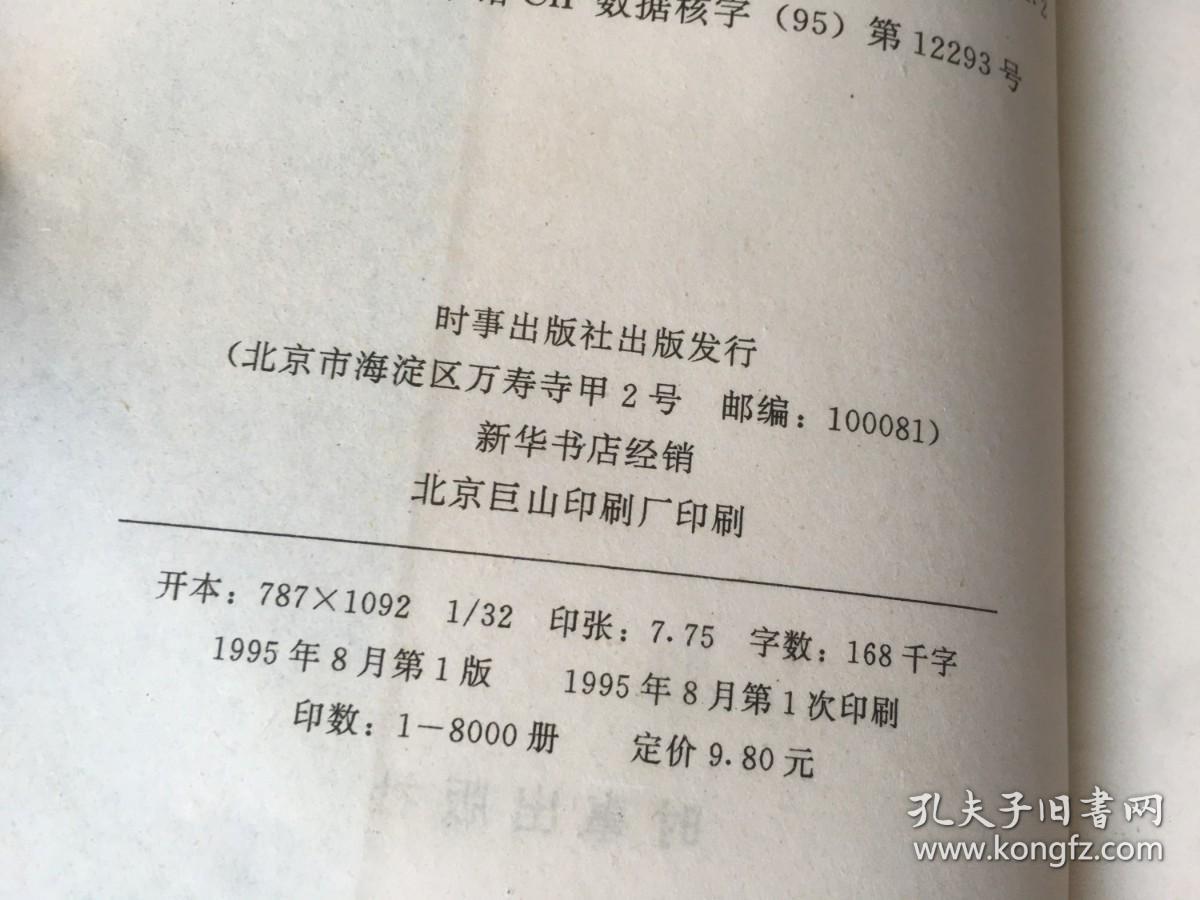 数据核字（95）第12293号
时事出版社出版发行
（北京市海淀区万寿寺甲2号 邮编：100081）
新华书店经销
北京巨山印刷厂印刷
开本：787×1092 1/32 印张：7.75 字数：168千字
1995年8月第1版 1995年8月第1次印刷
印数：1－8000册 定价9.80元
时事出版社
孔夫子旧书网
www.kongfz.com